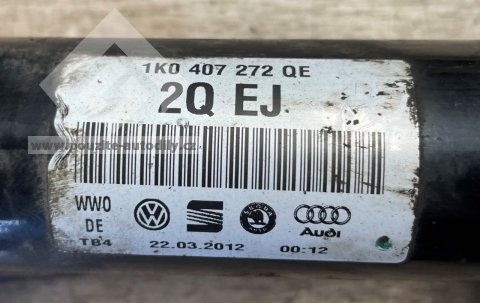 1K0 407 272 QE
2Q EJ
www.pouzite-autodily.cz
WWO
DE
TB4
SKODA
Audi
22.03.2012
00:12